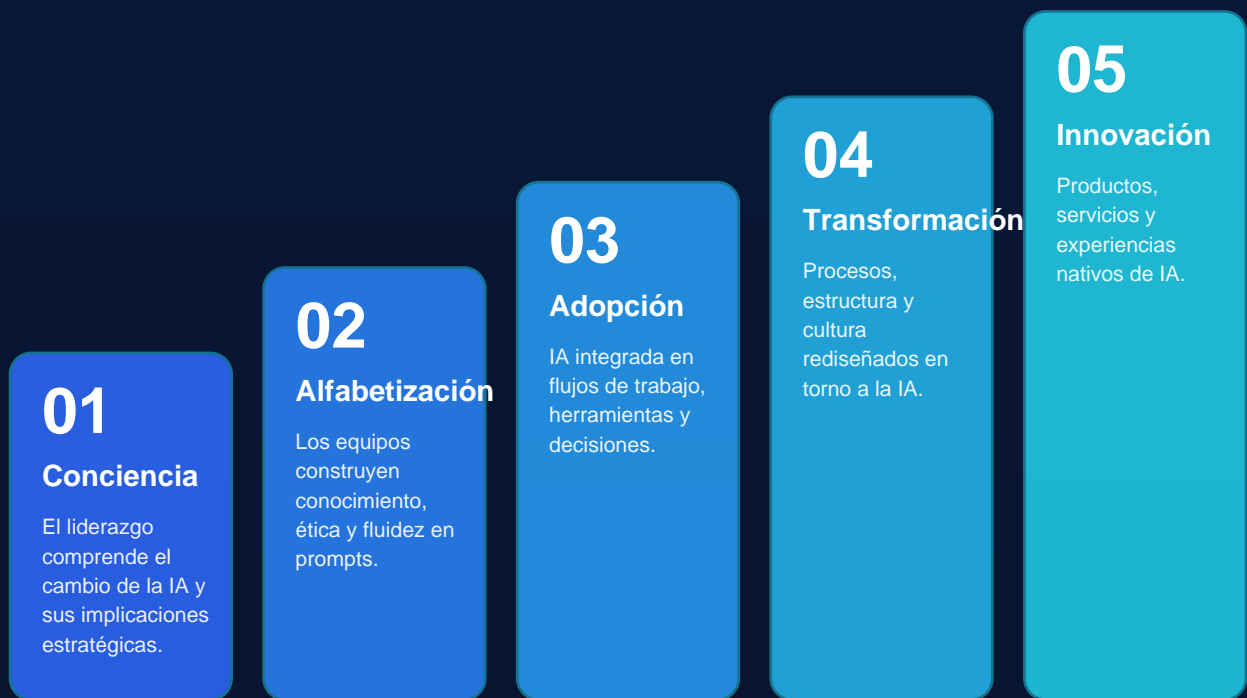 01
Conciencia
El liderazgo
comprende el
cambio de la IA y
sus implicaciones
estratégicas.
02
Alfabetización
Los equipos
construyen
conocimiento,
ética y fluidez en
prompts.
03
Adopción
IA integrada en
flujos de trabajo,
herramientas y
decisiones.
04
Transformación
Procesos,
estructura y
cultura
rediseñados en
torno a la IA.
05
Innovación
Productos,
servicios y
experiencias
nativos de IA.